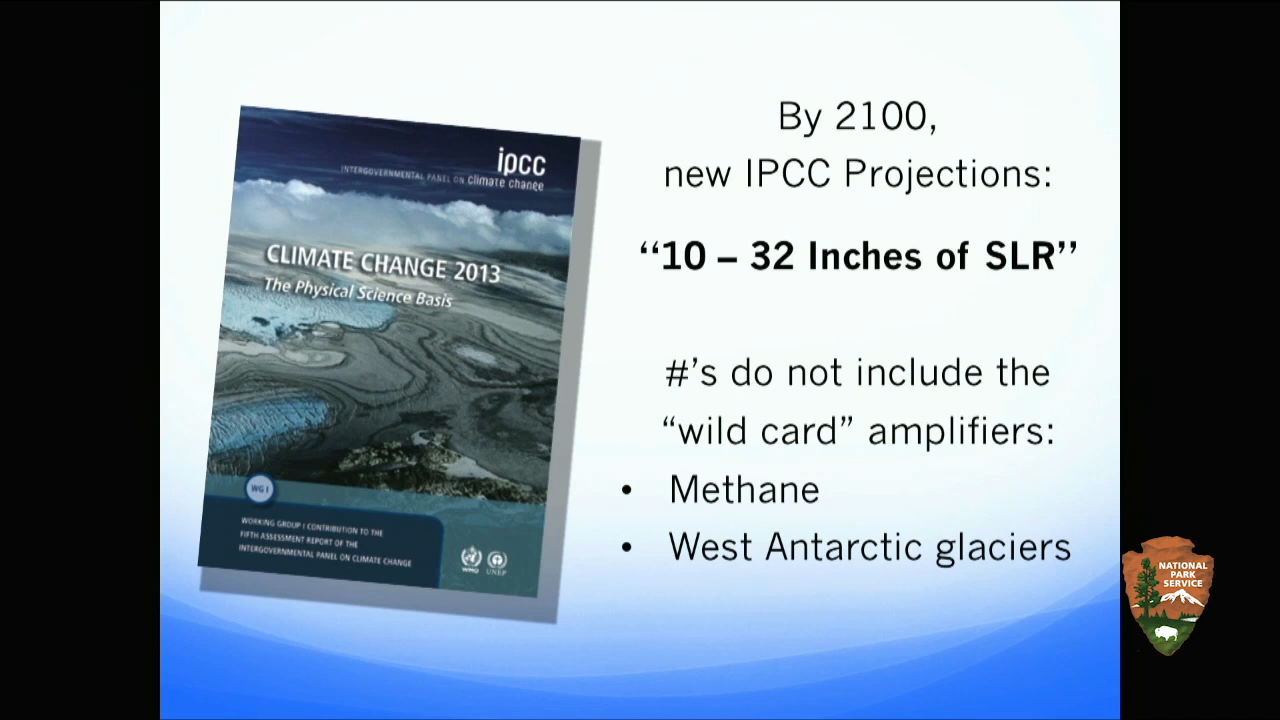 ipcc
INTERGOVERNMENTAL PANEL ON climate change
CLIMATE CHANGE 2013
The Physical Science Basis
WG I
WORKING GROUP I CONTRIBUTION TO THE
FIFTH ASSESSMENT REPORT OF THE
INTERGOVERNMENTAL PANEL ON CLIMATE CHANGE
WMO
UNEP
By 2100,
new IPCC Projections:
“10 – 32 Inches of SLR”
#’s do not include the
“wild card” amplifiers:
• Methane
• West Antarctic glaciers
NATIONAL
PARK
SERVICE